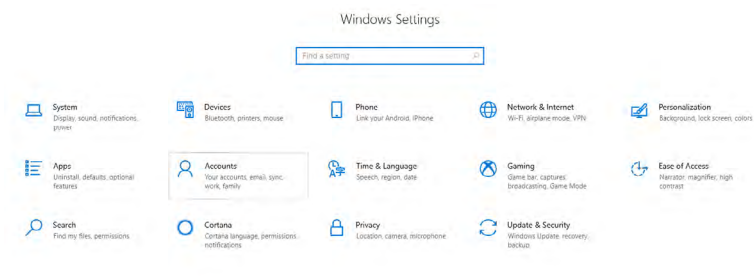 Windows Settings
Find a setting
System
Display, sound, notifications,
power
Devices
Bluetooth, printers, mouse
Phone
Link your Android, iPhone
Network & Internet
Wi-Fi, airplane mode, VPN
Personalization
Background, lock screen, colors
Apps
Uninstall, defaults, optional
features
Accounts
Your accounts, email, sync,
work, family
Time & Language
Speech, region, date
Gaming
Game bar, captures,
broadcasting, Game Mode
Ease of Access
Narrator, magnifier, high
contrast
Search
Find my files, permissions
Cortana
Cortana language, permissions,
notifications
Privacy
Location, camera, microphone
Update & Security
Windows Update, recovery,
backup